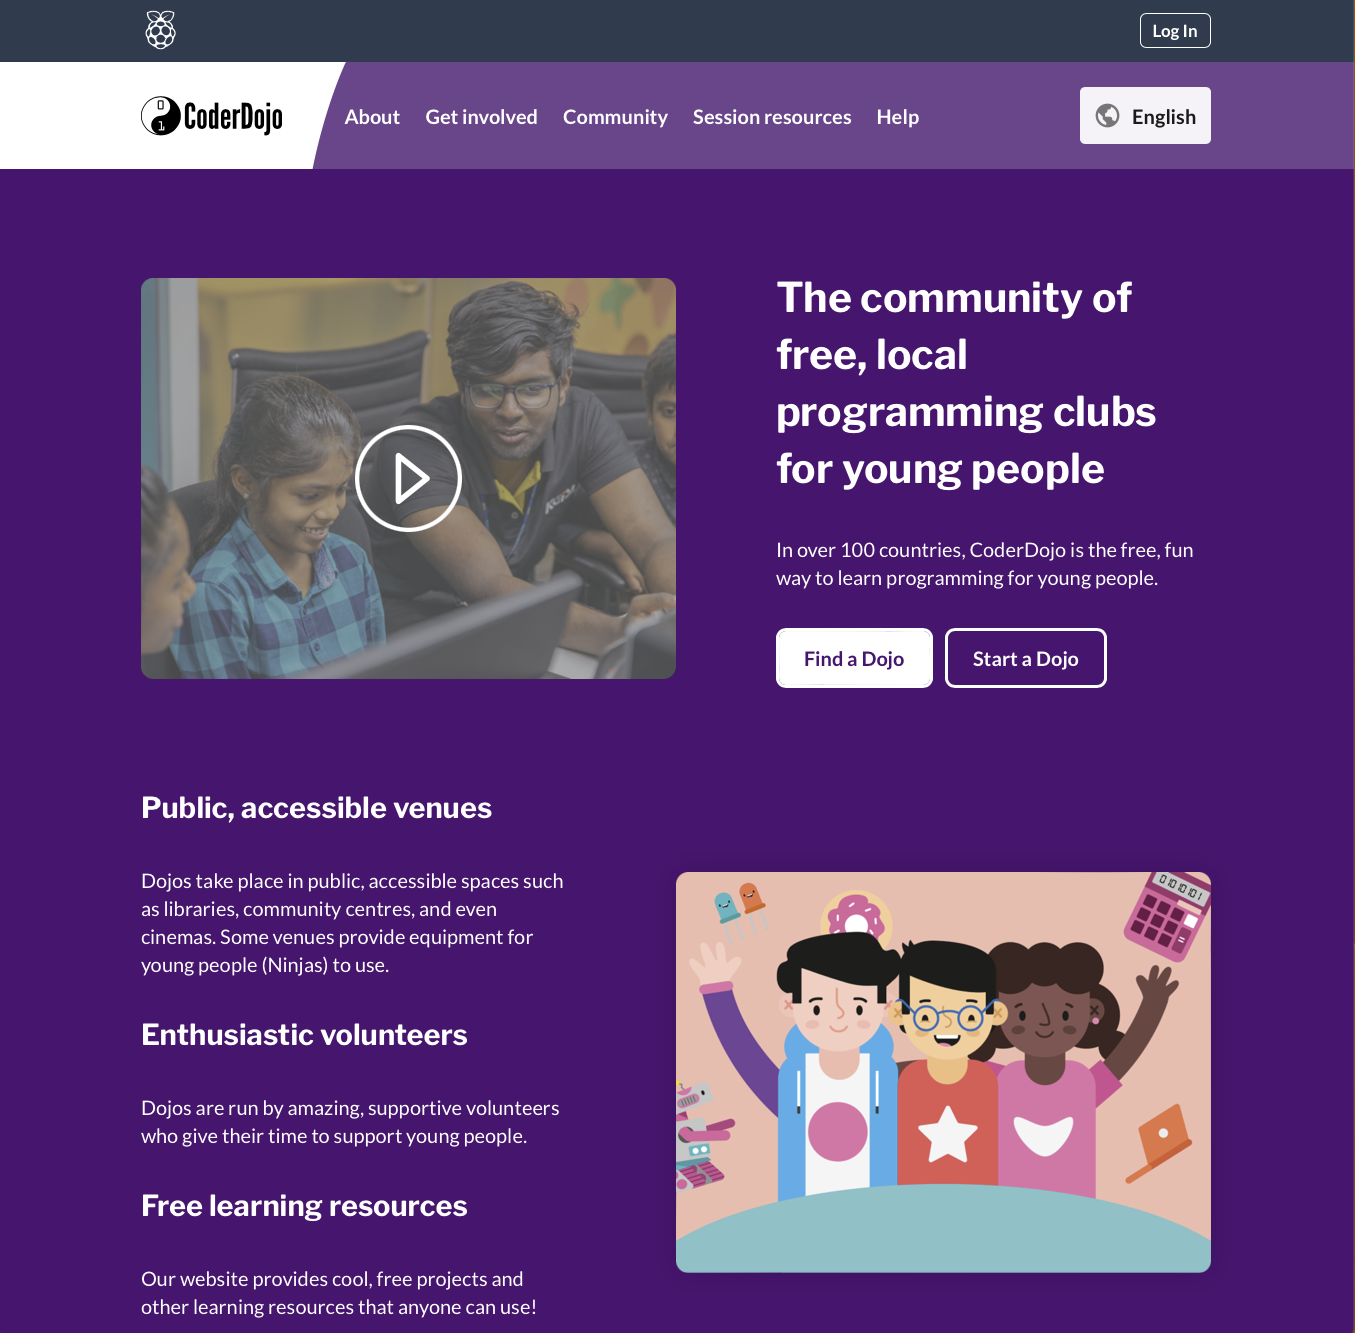 Log In
CoderDojo
About
Get involved
Community
Session resources
Help
English
The community of
free, local
programming clubs
for young people
In over 100 countries, CoderDojo is the free, fun
way to learn programming for young people.
Find a Dojo
Start a Dojo
Public, accessible venues
Dojos take place in public, accessible spaces such
as libraries, community centres, and even
cinemas. Some venues provide equipment for
young people (Ninjas) to use.
Enthusiastic volunteers
Dojos are run by amazing, supportive volunteers
who give their time to support young people.
Free learning resources
Our website provides cool, free projects and
other learning resources that anyone can use!
010101!